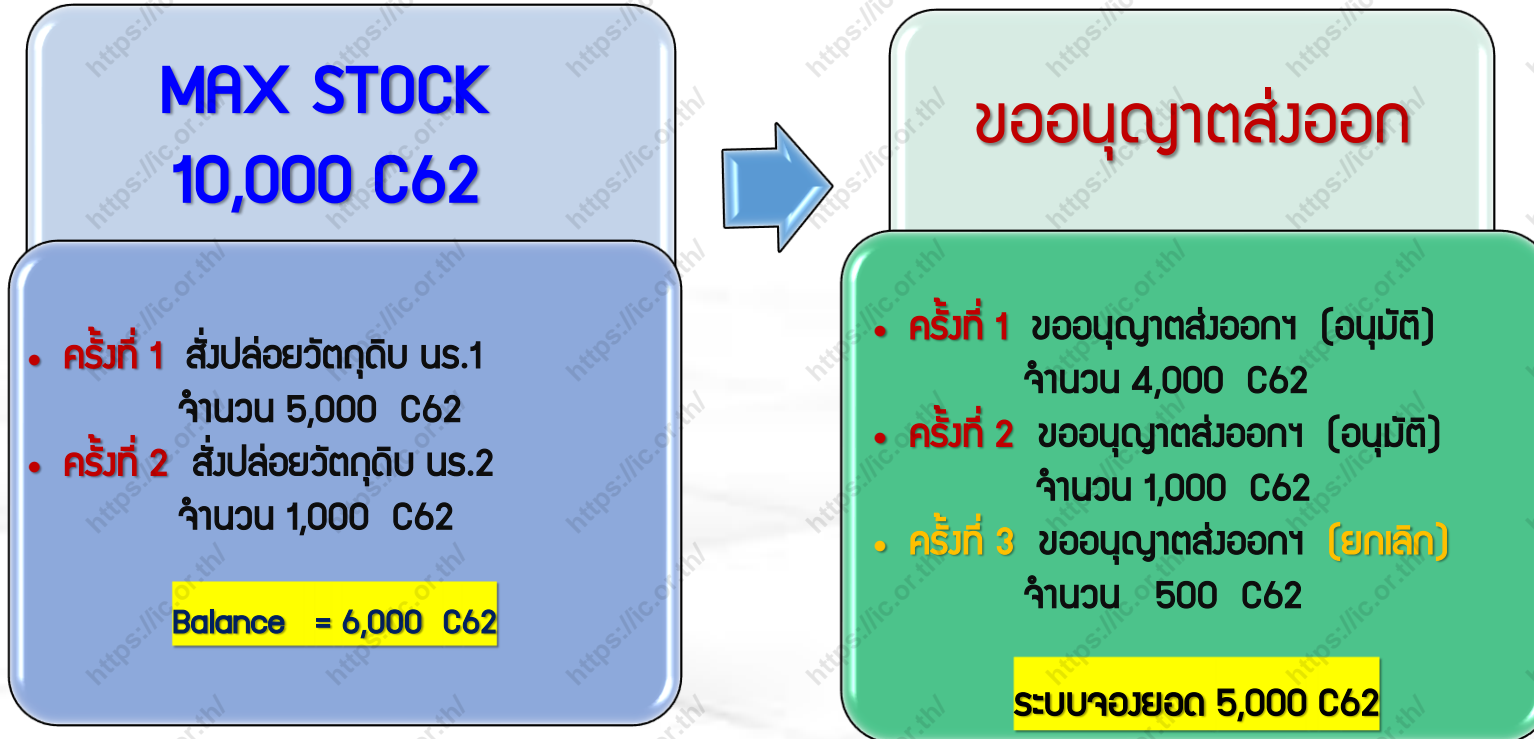 MAX STOCK
10,000 C62
• ครั้งที่ 1 สั่งปล่อยวัตถุดิบ นร.1
จำนวน 5,000 C62
• ครั้งที่ 2 สั่งปล่อยวัตถุดิบ นร.2
จำนวน 1,000 C62
Balance = 6,000 C62
ขออนุญาตส่งออก
• ครั้งที่ 1 ขออนุญาตส่งออกฯ (อนุมัติ)
จำนวน 4,000 C62
• ครั้งที่ 2 ขออนุญาตส่งออกฯ (อนุมัติ)
จำนวน 1,000 C62
• ครั้งที่ 3 ขออนุญาตส่งออกฯ (ยกเลิก)
จำนวน 500 C62
ระบบจองยอด 5,000 C62
https://ic.or.th/